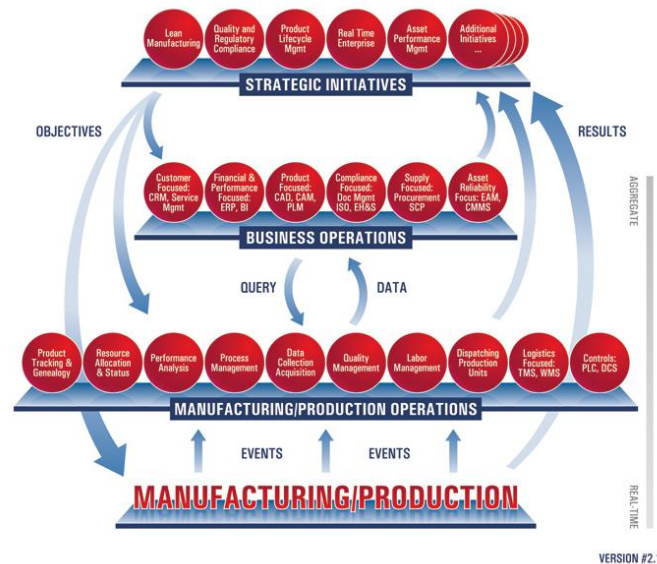 Lean
Manufacturing
Quality and
Regulatory
Compliance
Product
Lifecycle
Mgmt
Real Time
Enterprise
Asset
Performance
Mgmt
Additional
Initiatives
...
STRATEGIC INITIATIVES
OBJECTIVES
RESULTS
Customer
Focused:
CRM, Service
Mgmt
Financial &
Performance
Focused:
ERP, BI
Product
Focused:
CAD, CAM,
PLM
Compliance
Focused:
Doc Mgmt
ISO, EH&S
Supply
Focused:
Procurement
SCP
Asset
Reliability
Focus: EAM,
CMMS
BUSINESS OPERATIONS
AGGREGATE
QUERY
DATA
Product
Tracking &
Genealogy
Resource
Allocation
& Status
Performance
Analysis
Process
Management
Data
Collection
Acquisition
Quality
Management
Labor
Management
Dispatching
Production
Units
Logistics
Focused:
TMS, WMS
Controls:
PLC, DCS
MANUFACTURING/PRODUCTION OPERATIONS
EVENTS
EVENTS
MANUFACTURING/PRODUCTION
REAL-TIME
VERSION #2.